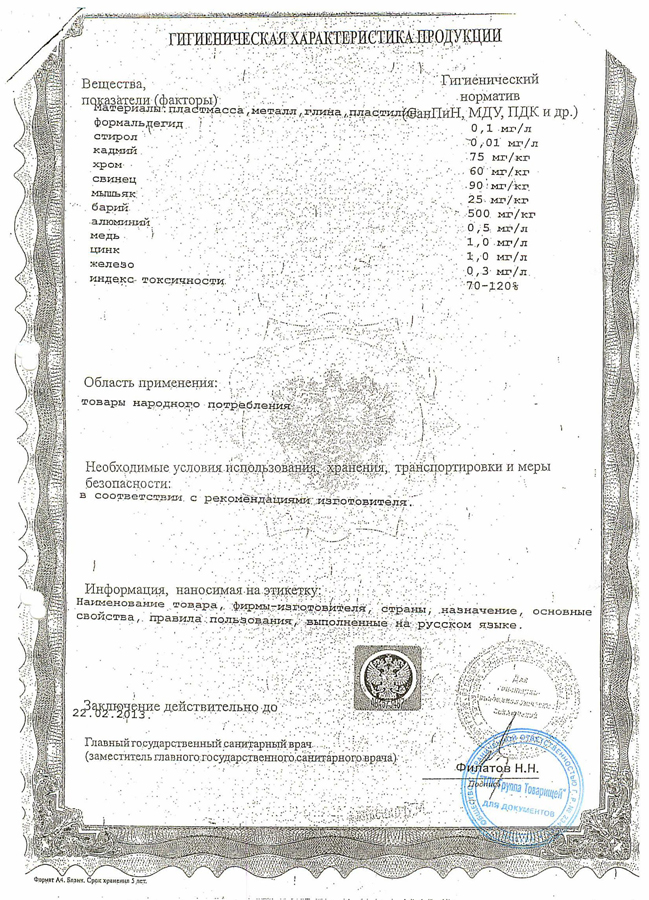 ГИГИЕНИЧЕСКАЯ ХАРАКТЕРИСТИКА ПРОДУКЦИИ
Вещества,
показатели (факторы)
Гигиенический
норматив
(СанПиН, МДУ, ПДК и др.)
Материалы:пластмасса,металл,глина,пластилин
формальдегид 0,1 мг/л
стирол 0,01 мг/л
кадмий 75 мг/кг
хром 60 мг/кг
свинец 90 мг/кг
мышьяк 25 мг/кг
барий 500 мг/кг
алюминий 0,5 мг/л
медь 1,0 мг/л
цинк 1,0 мг/л
железо 0,3 мг/л
индекс токсичности 70-120%
Область применения:
товары народного потребления
Необходимые условия использования, хранения, транспортировки и меры
безопасности:
в соответствии с рекомендациями изготовителя.
Информация, наносимая на этикетку:
Наименование товара, фирмы-изготовителя, страны, назначение, основные
свойства, правила пользования, выполненные на русском языке.
Для
санитарно-
заключений
Заключение действительно до
22.02.2013.
Главный государственный санитарный врач
(заместитель главного государственного санитарного врача)
Филатов Н.Н.
Подпись
Группа Товарищей"
ДЛЯ ДОКУМЕНТОВ
Формат А4. Бланк. Срок хранения 5 лет.